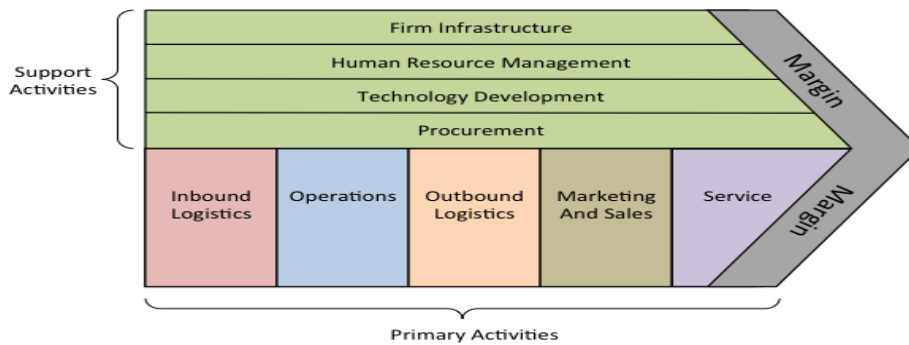 Firm Infrastructure
Human Resource Management
Technology Development
Procurement
Support
Activities
Margin
Inbound
Logistics
Operations
Outbound
Logistics
Marketing
And Sales
Service
Margin
Primary Activities